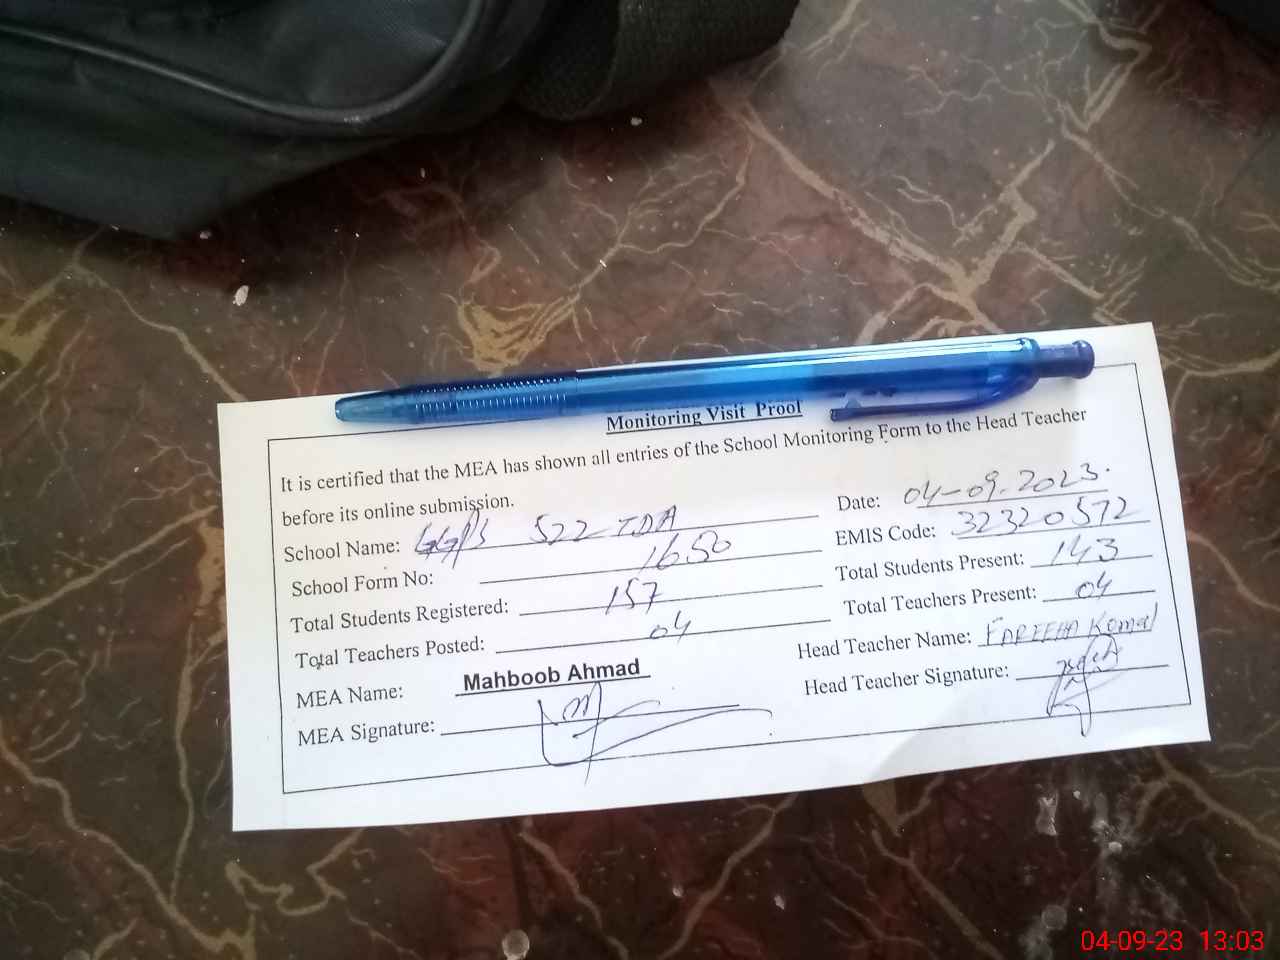 Monitoring Visit Proof
It is certified that the MEA has shown all entries of the School Monitoring Form to the Head Teacher
before its online submission.
Date: 04-09-2023.
School Name: GGPS 522 TDA
EMIS Code: 32320572
School Form No: 1650
Total Students Present: 143
Total Students Registered: 157
Total Teachers Present: 04
Total Teachers Posted: 04
Head Teacher Name: FAREEHA Komal
MEA Name: Mahboob Ahmad
Head Teacher Signature:
MEA Signature:
04-09-23 13:03